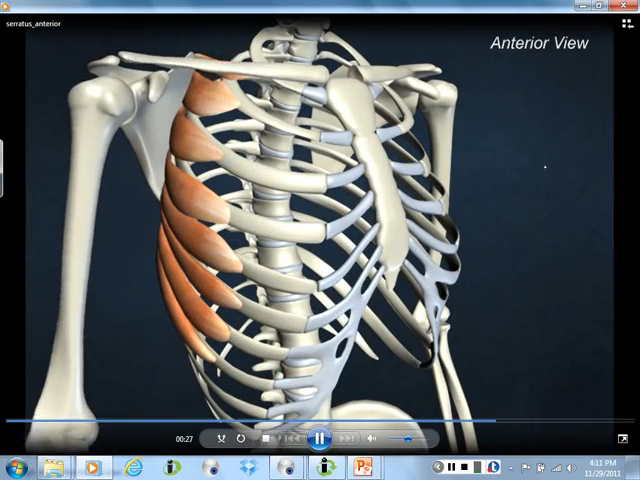 serratus_anterior
Anterior View
00:27
4:11 PM
11/29/2011